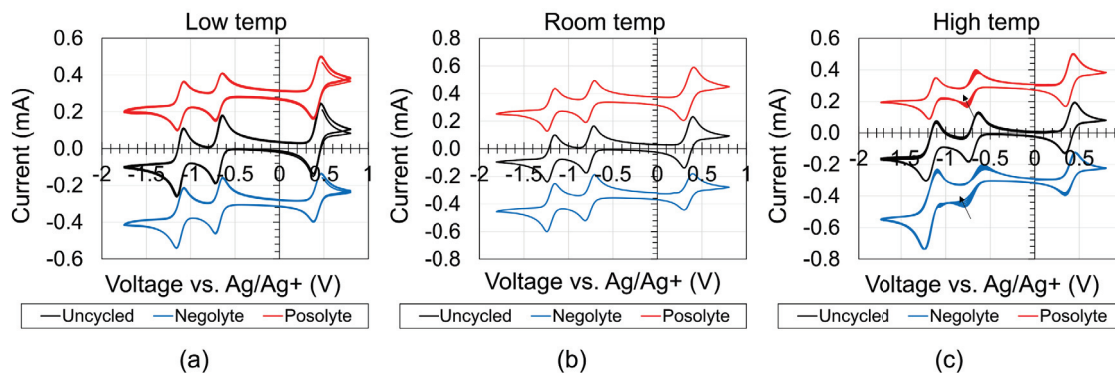 (a) Low temp
Current (mA)
0.6
0.4
0.2
0.0
-0.2
-0.4
-0.6
-2 -1.5 -1 -0.5 0 0.5 1
Voltage vs. Ag/Ag+ (V)
Uncycled Negolyte Posolyte
(a)
(b) Room temp
Current (mA)
0.6
0.4
0.2
0.0
-0.2
-0.4
-0.6
-0.8
-2 -1.5 -1 -0.5 0 0.5 1
Voltage vs. Ag/Ag+ (V)
Uncycled Negolyte Posolyte
(b)
(c) High temp
Current (mA)
0.6
0.4
0.2
0
-0.2
-0.4
-0.6
-0.8
-2 -1.5 -1 -0.5 0 0.5
Voltage vs. Ag/Ag+ (V)
Uncycled Negolyte Posolyte
(c)